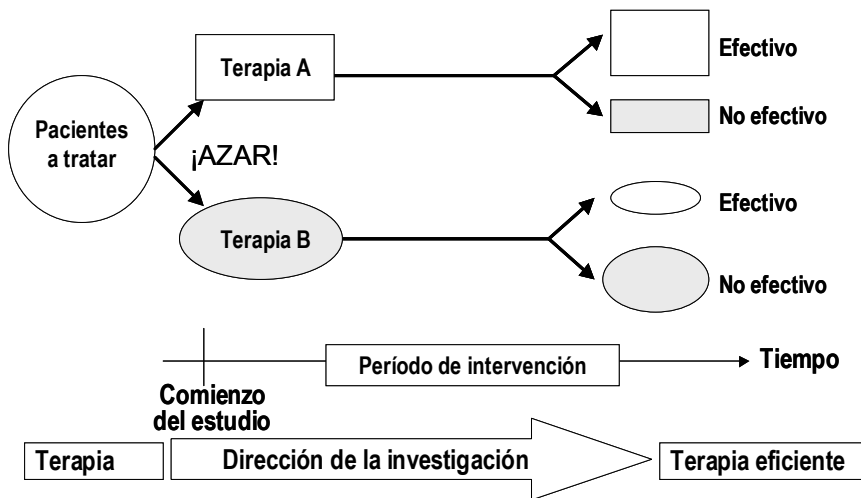 Terapia A
Efectivo
No efectivo
Pacientes
a tratar
¡AZAR!
Terapia B
Efectivo
No efectivo
Período de intervención
Tiempo
Comienzo
del estudio
Terapia
Dirección de la investigación
Terapia eficiente